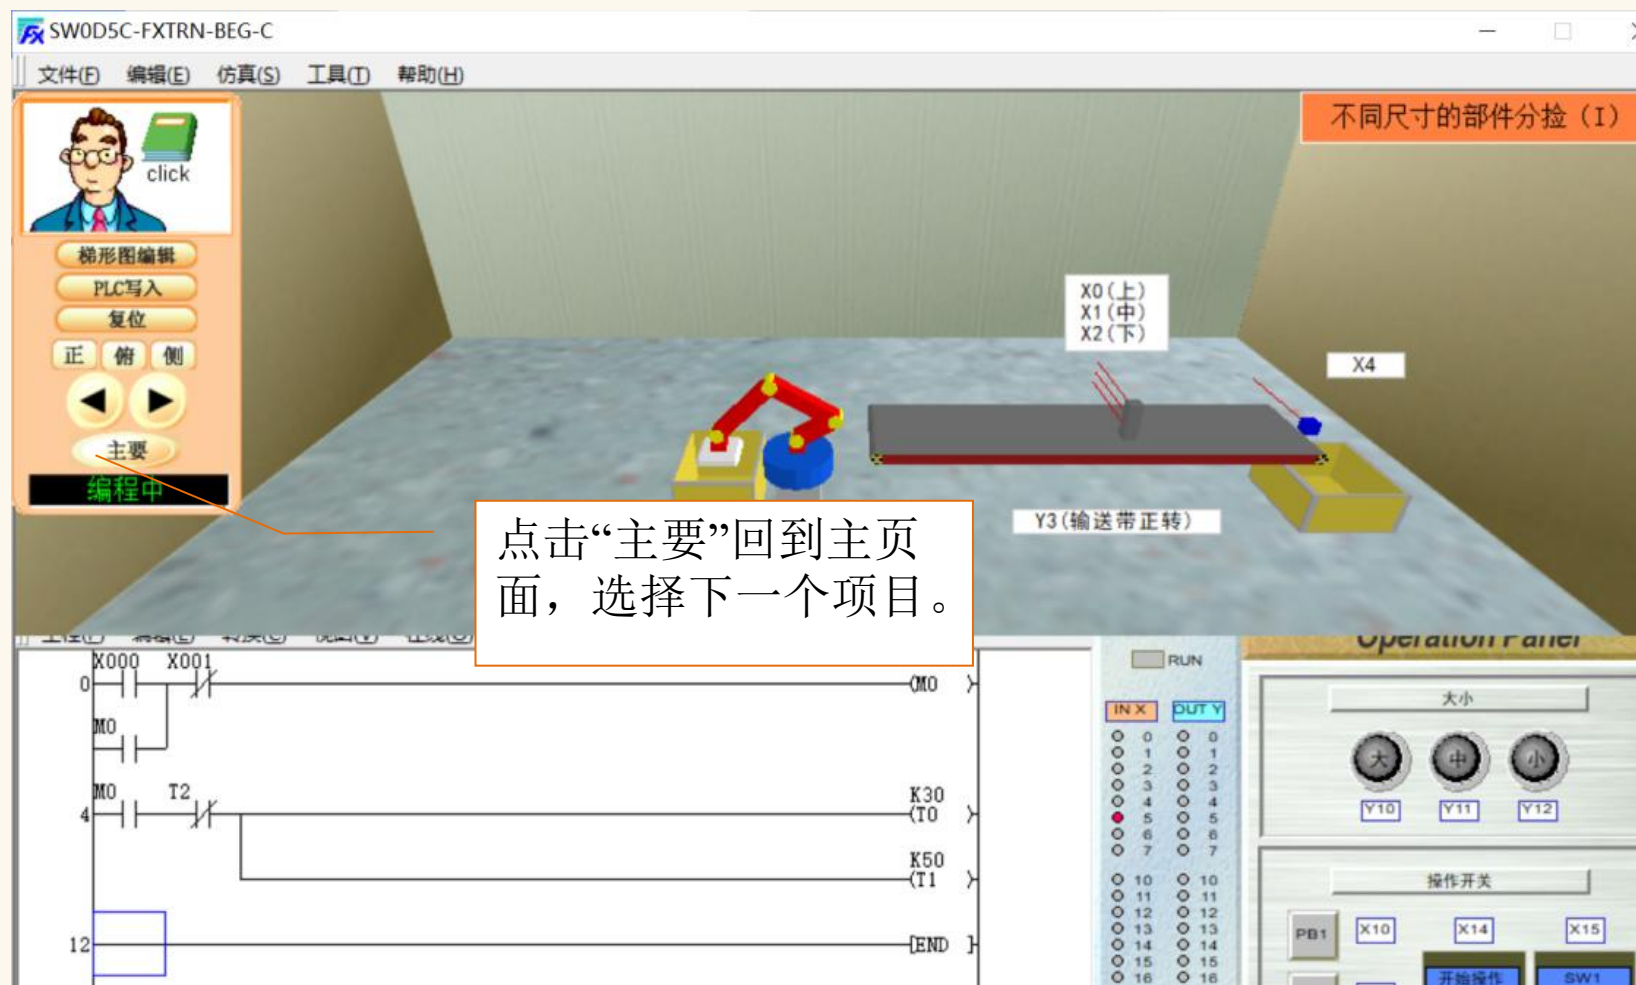 SW0D5C-FXTRN-BEG-C
文件(F) 编辑(E) 仿真(S) 工具(T) 帮助(H)
click
梯形图编辑
PLC写入
复位
正 俯 侧
主要
编程中
不同尺寸的部件分捡（I）
X0(上)
X1(中)
X2(下)
X4
Y3(输送带正转)
点击“主要”回到主页
面，选择下一个项目。
X000 X001
0 (M0
M0
M0 T2 K30
4 (T0
K50
(T1
12 [END ]
RUN
IN X OUT Y
0 0
1 1
2 2
3 3
4 4
5 5
6 6
7 7
10 10
11 11
12 12
13 13
14 14
15 15
16 16
Operation Panel
大小
大 中 小
Y10 Y11 Y12
操作开关
PB1 X10 X14 X15
开始操作 SW1